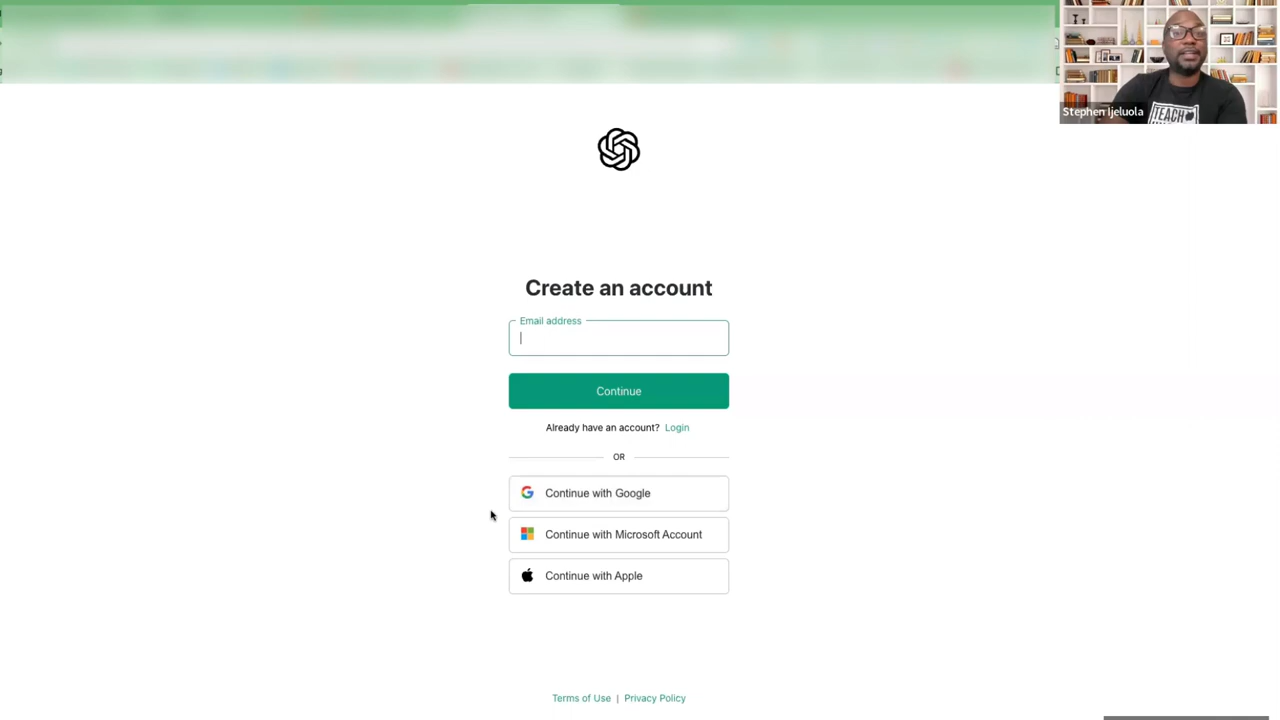 Stephen Ijeluola
TEACH
Create an account
Email address
Continue
Already have an account? Login
OR
Continue with Google
Continue with Microsoft Account
Continue with Apple
Terms of Use | Privacy Policy